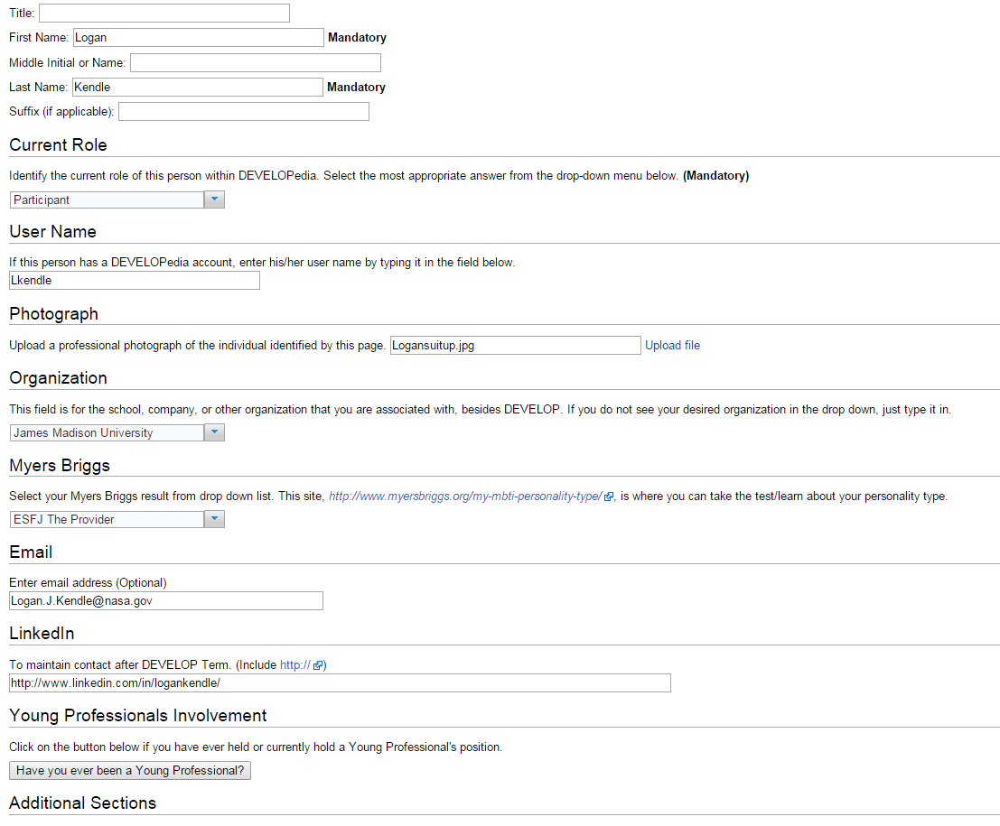 Title:
First Name: Logan Mandatory
Middle Initial or Name:
Last Name: Kendle Mandatory
Suffix (if applicable):
Current Role
Identify the current role of this person within DEVELOPedia. Select the most appropriate answer from the drop-down menu below. (Mandatory)
Participant
User Name
If this person has a DEVELOPedia account, enter his/her user name by typing it in the field below.
Lkendle
Photograph
Upload a professional photograph of the individual identified by this page. Logansuitup.jpg Upload file
Organization
This field is for the school, company, or other organization that you are associated with, besides DEVELOP. If you do not see your desired organization in the drop down, just type it in.
James Madison University
Myers Briggs
Select your Myers Briggs result from drop down list. This site, http://www.myersbriggs.org/my-mbti-personality-type/, is where you can take the test/learn about your personality type.
ESFJ The Provider
Email
Enter email address (Optional)
Logan.J.Kendle@nasa.gov
LinkedIn
To maintain contact after DEVELOP Term. (Include http://)
http://www.linkedin.com/in/logankendle/
Young Professionals Involvement
Click on the button below if you have ever held or currently hold a Young Professional's position.
Have you ever been a Young Professional?
Additional Sections